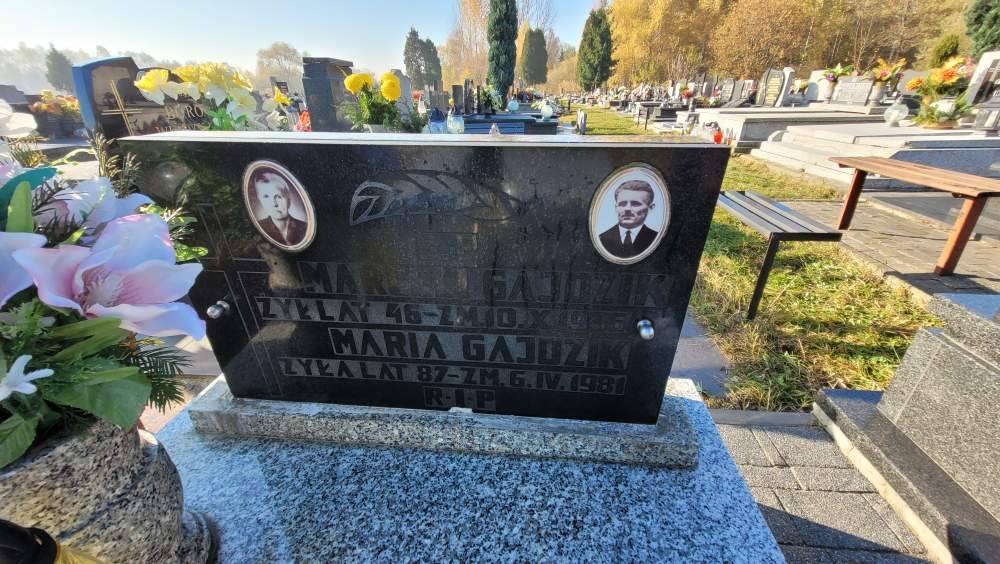 GAJDZIK
ŻYŁ LAT 46-ZM.10.X.
MARIA GAJDZIK
ŻYŁA LAT 87-ZM. 6.IV.1981
R.I.P